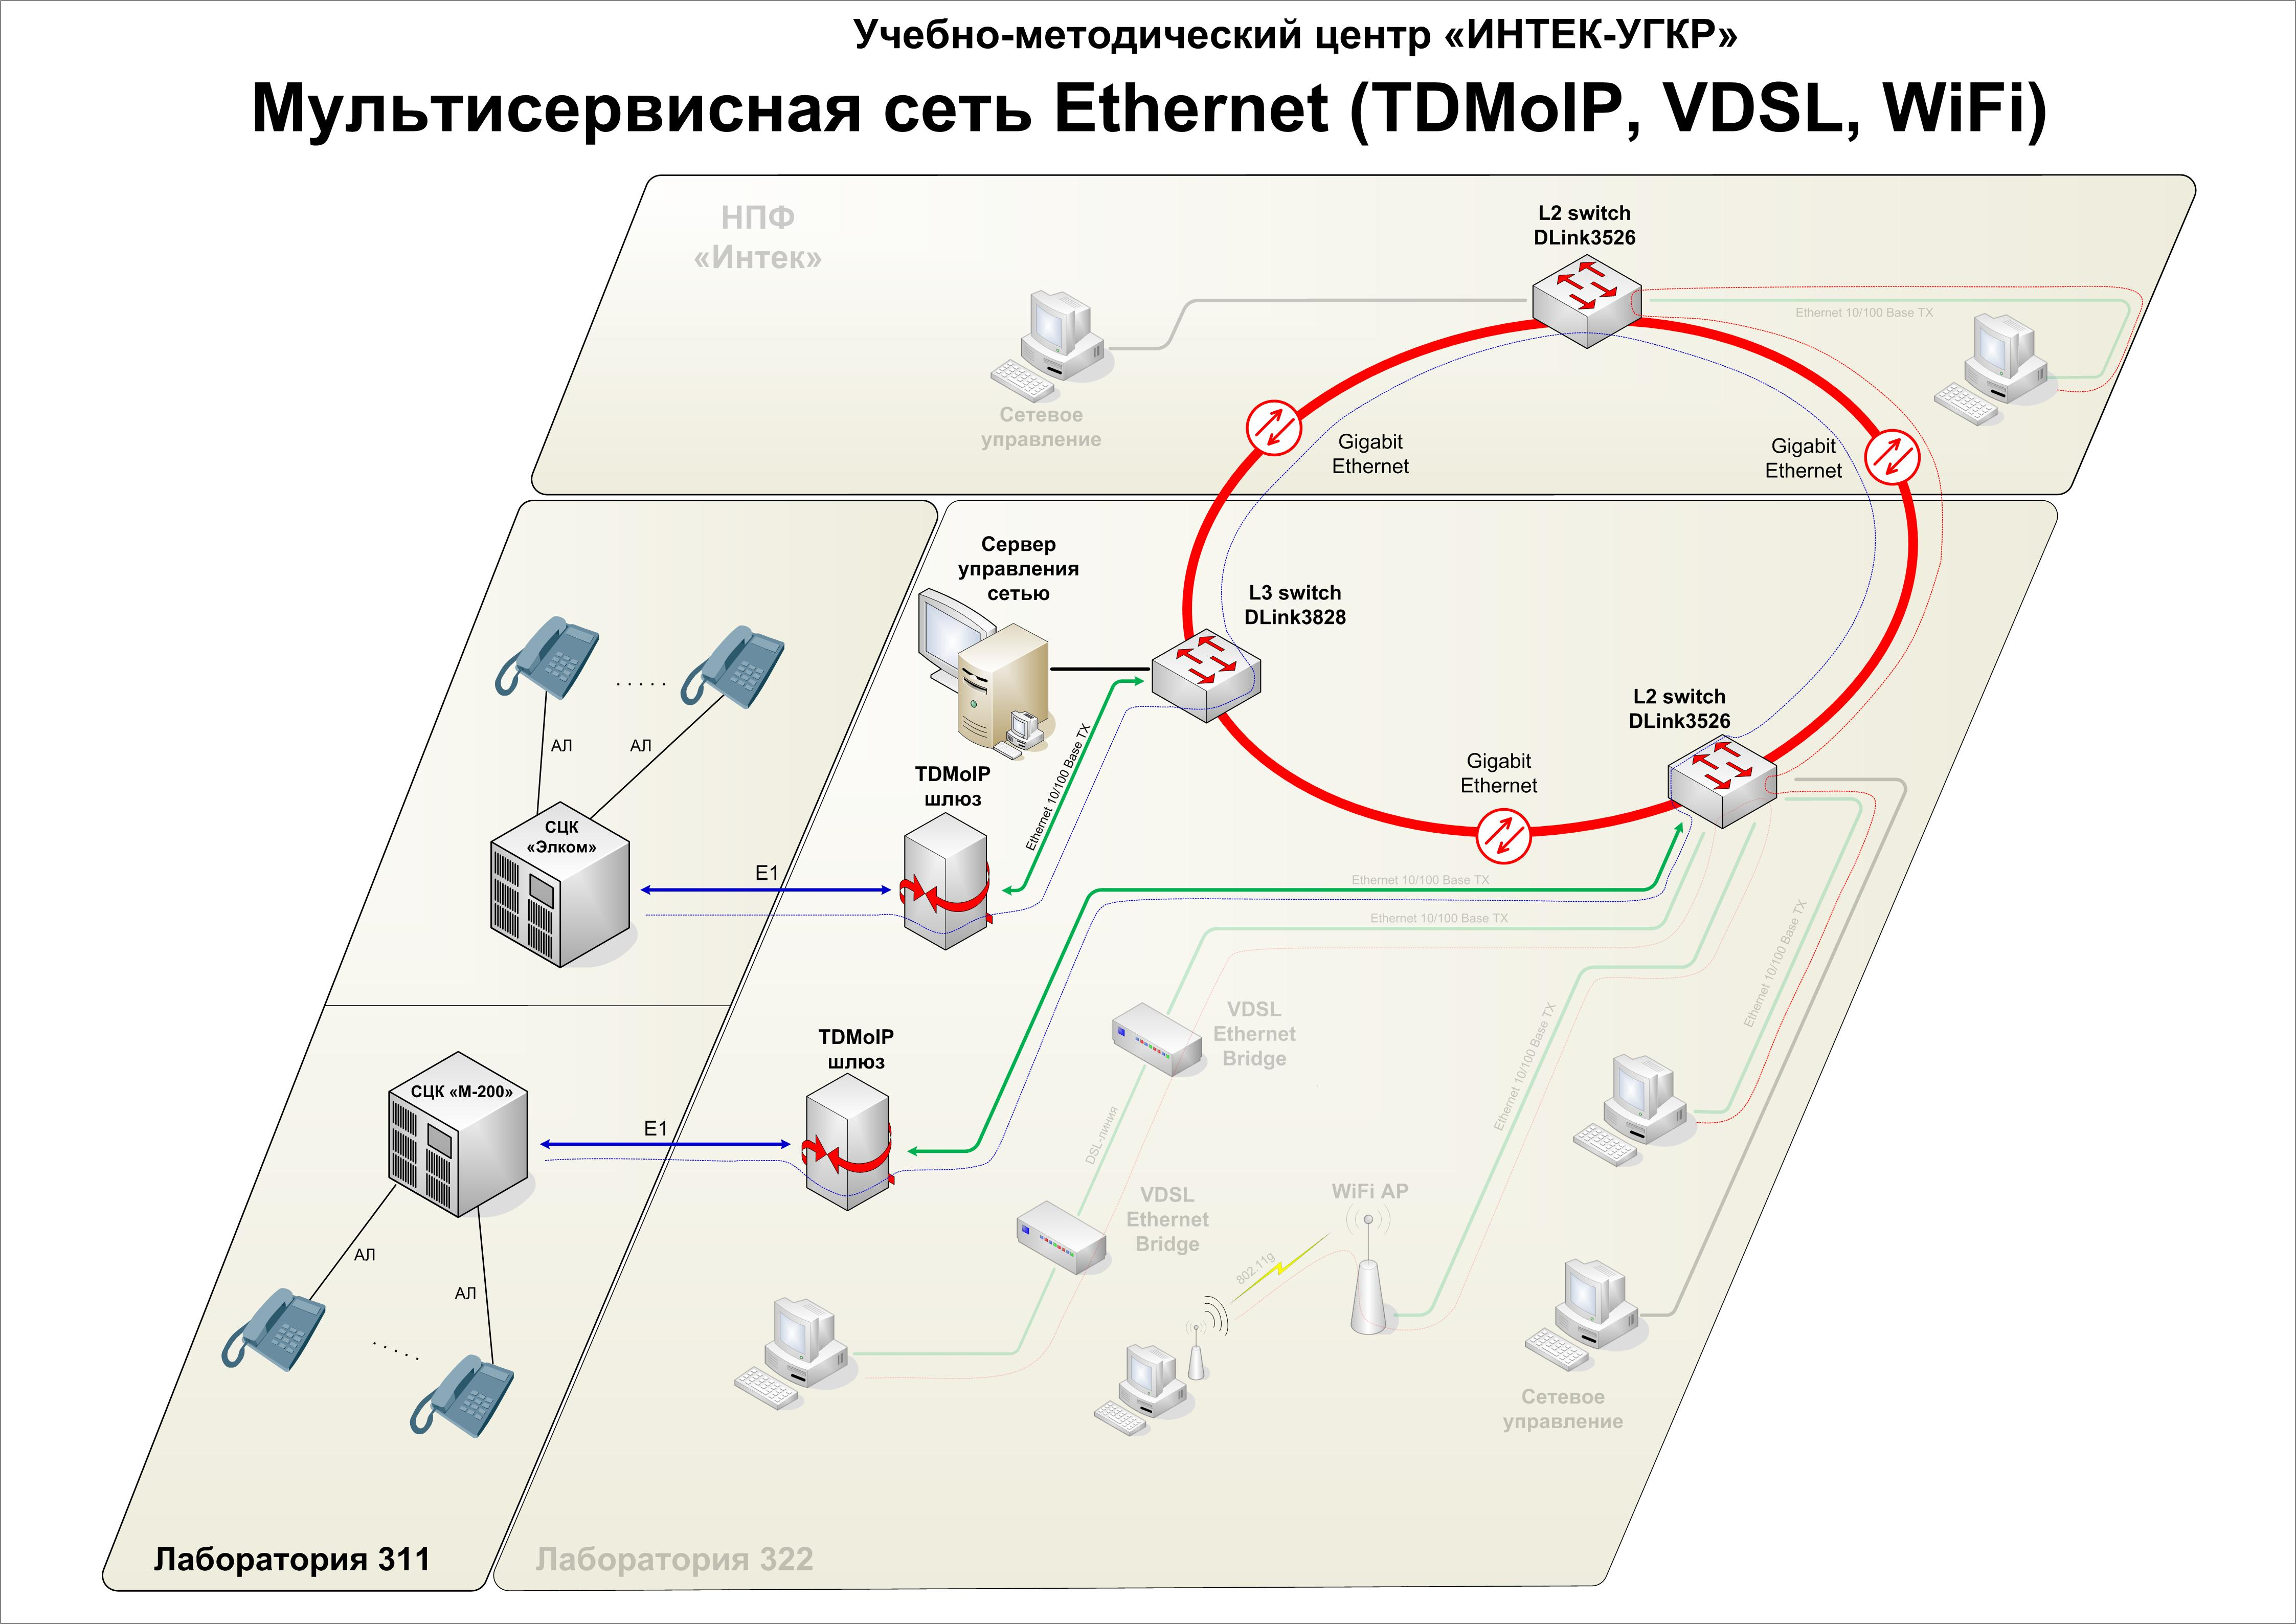 Учебно-методический центр «ИНТЕК-УГКР»
Мультисервисная сеть Ethernet (TDMoIP, VDSL, WiFi)
НПФ
«Интек»
L2 switch
DLink3526
Ethernet 10/100 Base TX
Сетевое
управление
Gigabit
Ethernet
Gigabit
Ethernet
Сервер
управления
сетью
L3 switch
DLink3828
L2 switch
DLink3526
АЛ
АЛ
Ethernet 10/100 Base TX
TDMoIP
шлюз
Gigabit
Ethernet
СЦК
«Элком»
E1
Ethernet 10/100 Base TX
Ethernet 10/100 Base TX
Ethernet 10/100 Base TX
VDSL
Ethernet
Bridge
Ethernet 10/100 Base TX
TDMoIP
шлюз
СЦК «М-200»
E1
DSL-линия
VDSL
Ethernet
Bridge
WiFi AP
802.11g
АЛ
АЛ
Сетевое
управление
Лаборатория 311
Лаборатория 322